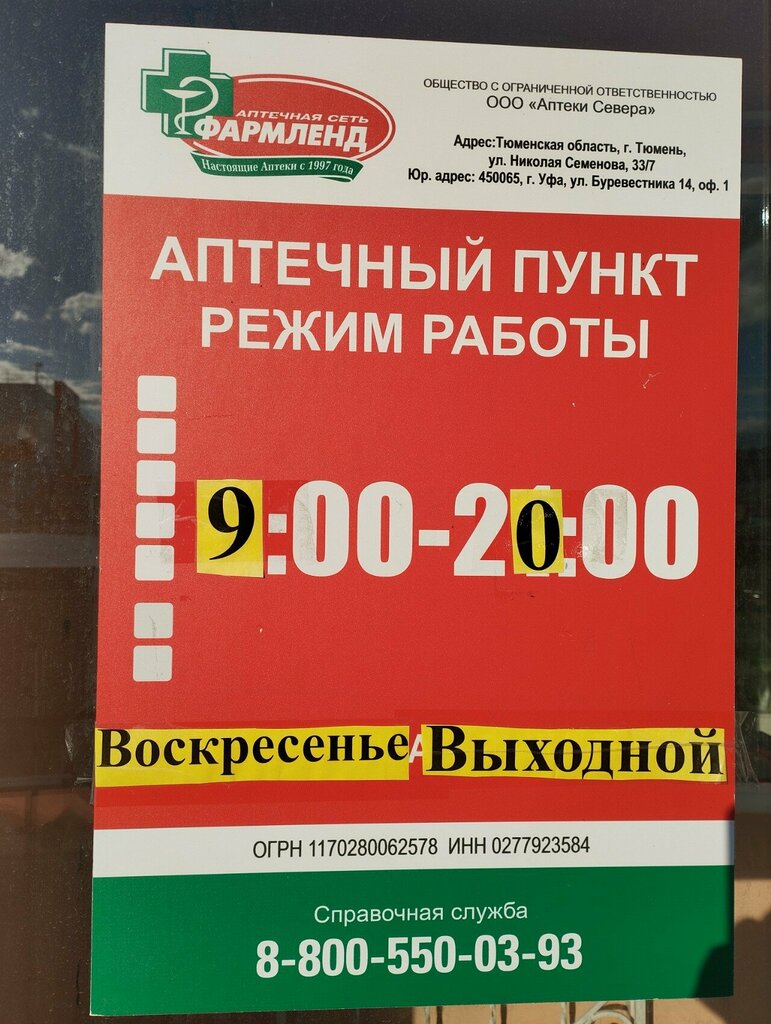 АПТЕЧНАЯ СЕТЬ
ФАРМЛЕНД
Настоящие Аптеки с 1997 года
ОБЩЕСТВО С ОГРАНИЧЕННОЙ ОТВЕТСТВЕННОСТЬЮ
ООО «Аптеки Севера»
Адрес:Тюменская область, г. Тюмень,
ул. Николая Семенова, 33/7
Юр. адрес: 450065, г. Уфа, ул. Буревестника 14, оф. 1
АПТЕЧНЫЙ ПУНКТ
РЕЖИМ РАБОТЫ
9:00-20:00
Воскресенье Выходной
ОГРН 1170280062578 ИНН 0277923584
Справочная служба
8-800-550-03-93